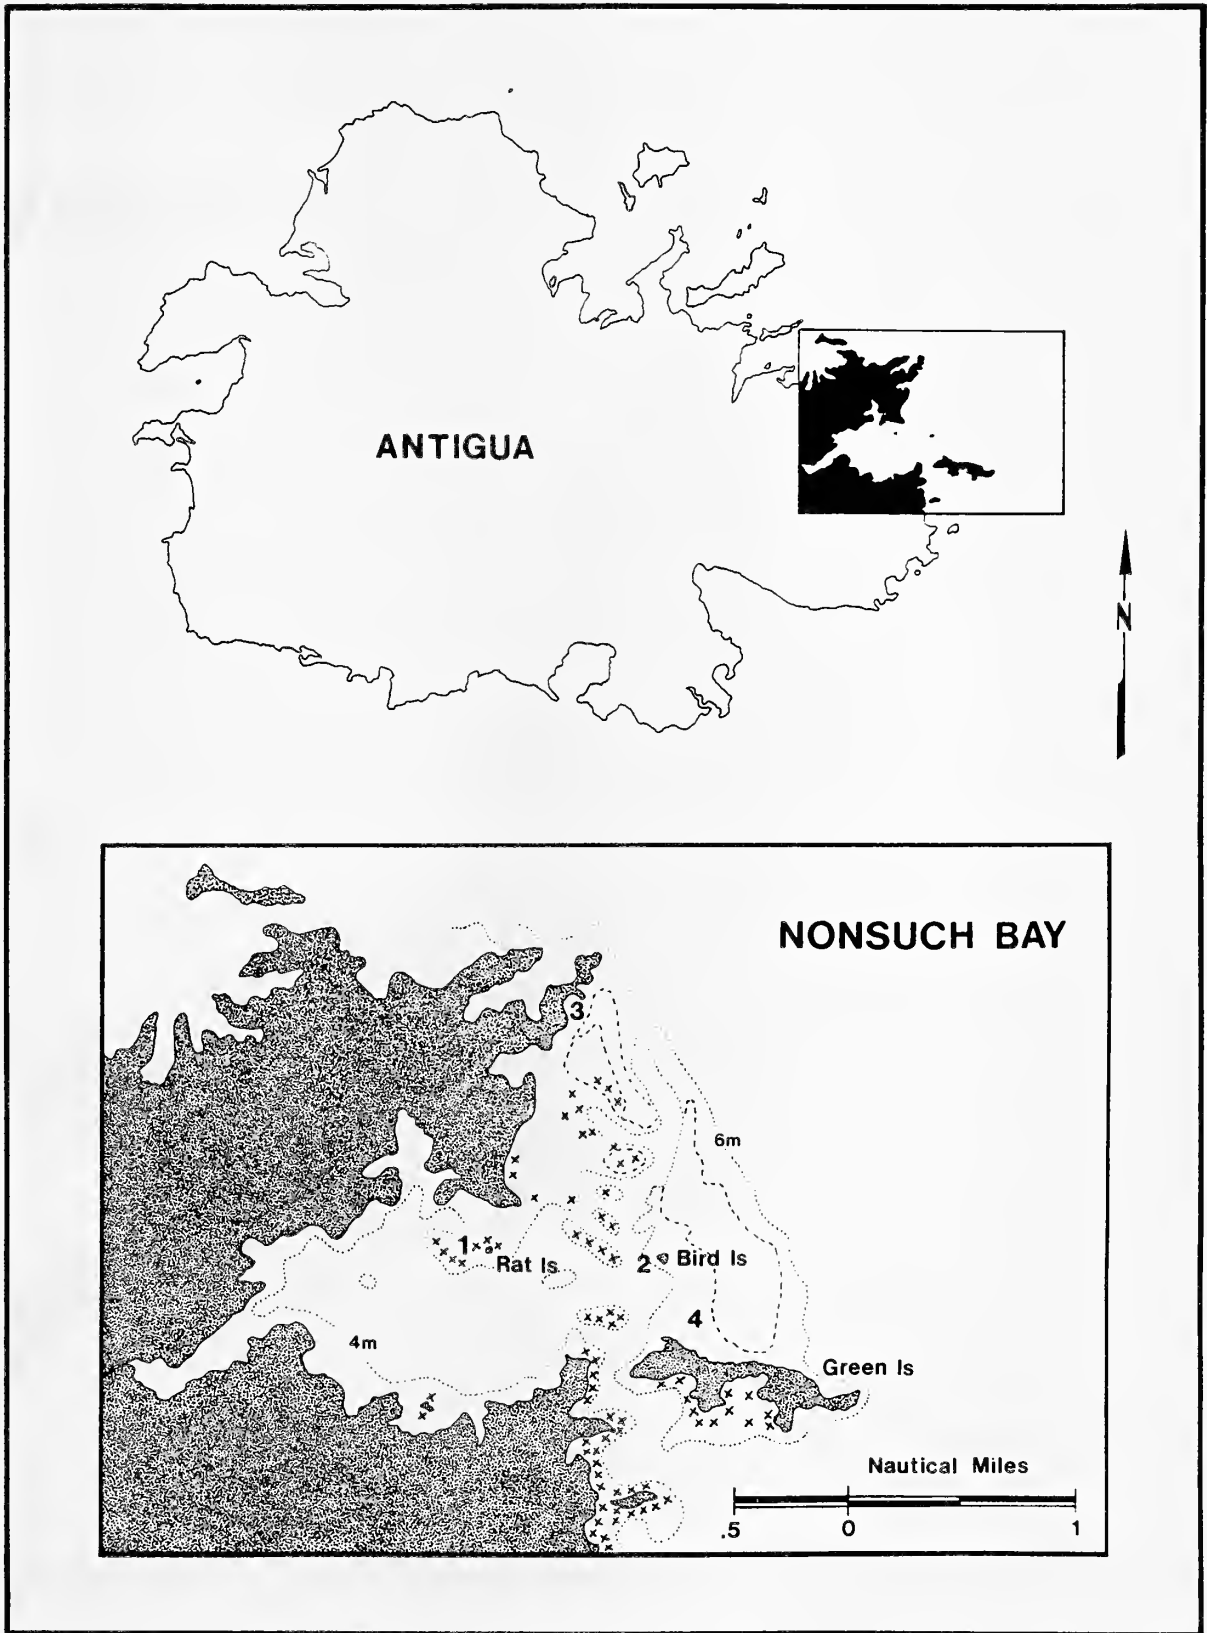 ANTIGUA
N
NONSUCH BAY
3
6m
1
Rat Is
2
Bird Is
4
4m
Green Is
Nautical Miles
.5 0 1